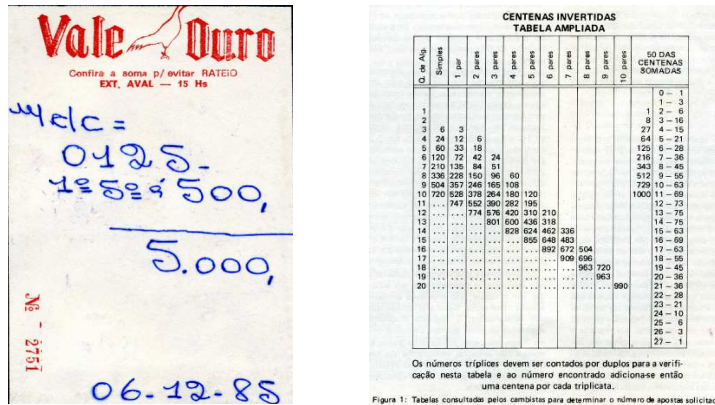 Vale Ouro
Confira a soma p/ evitar RATEIO
EXT. AVAL — 15 Hs
0125-
1º 5º a 500,
5.000,
Nº - 2751
06-12-85
CENTENAS INVERTIDAS
TABELA AMPLIADA
Q. de Alg. Simples 1 par 2 pares 3 pares 4 pares 5 pares 6 pares 7 pares 8 pares 9 pares 10 pares 50 DAS CENTENAS SOMADAS
0 – 1
1 – 3
1 1 2 – 6
2 8 3 – 16
3 6 3 27 4 – 15
4 24 12 6 64 5 – 21
5 60 33 18 125 6 – 28
6 120 72 42 24 216 7 – 36
7 210 135 84 51 343 8 – 45
8 336 228 150 96 60 512 9 – 55
9 504 357 246 165 108 729 10 – 63
10 720 528 378 264 180 120 1000 11 – 69
11 ... 747 552 390 282 195 12 – 73
12 ... ... 774 576 420 310 210 13 – 75
13 ... ... ... 801 600 436 318 14 – 75
14 ... ... ... ... 828 624 462 336 15 – 63
15 ... ... ... ... ... 855 648 483 16 – 69
16 ... ... ... ... ... ... 892 672 504 17 – 63
17 ... ... ... ... ... ... ... 909 696 18 – 55
18 ... ... ... ... ... ... ... ... 963 720 19 – 45
19 ... ... ... ... ... ... ... ... ... 963 20 – 36
20 ... ... ... ... ... ... ... ... ... ... 990 21 – 36
22 – 28
23 – 21
24 – 10
25 – 6
26 – 3
27 – 1
Os números tríplices devem ser contados por duplos para a verifi-
cação nesta tabela e ao número encontrado adiciona-se então
uma centena por cada triplicata.
Figura 1: Tabelas consultadas pelos cambistas para determinar o número de apostas solicitac